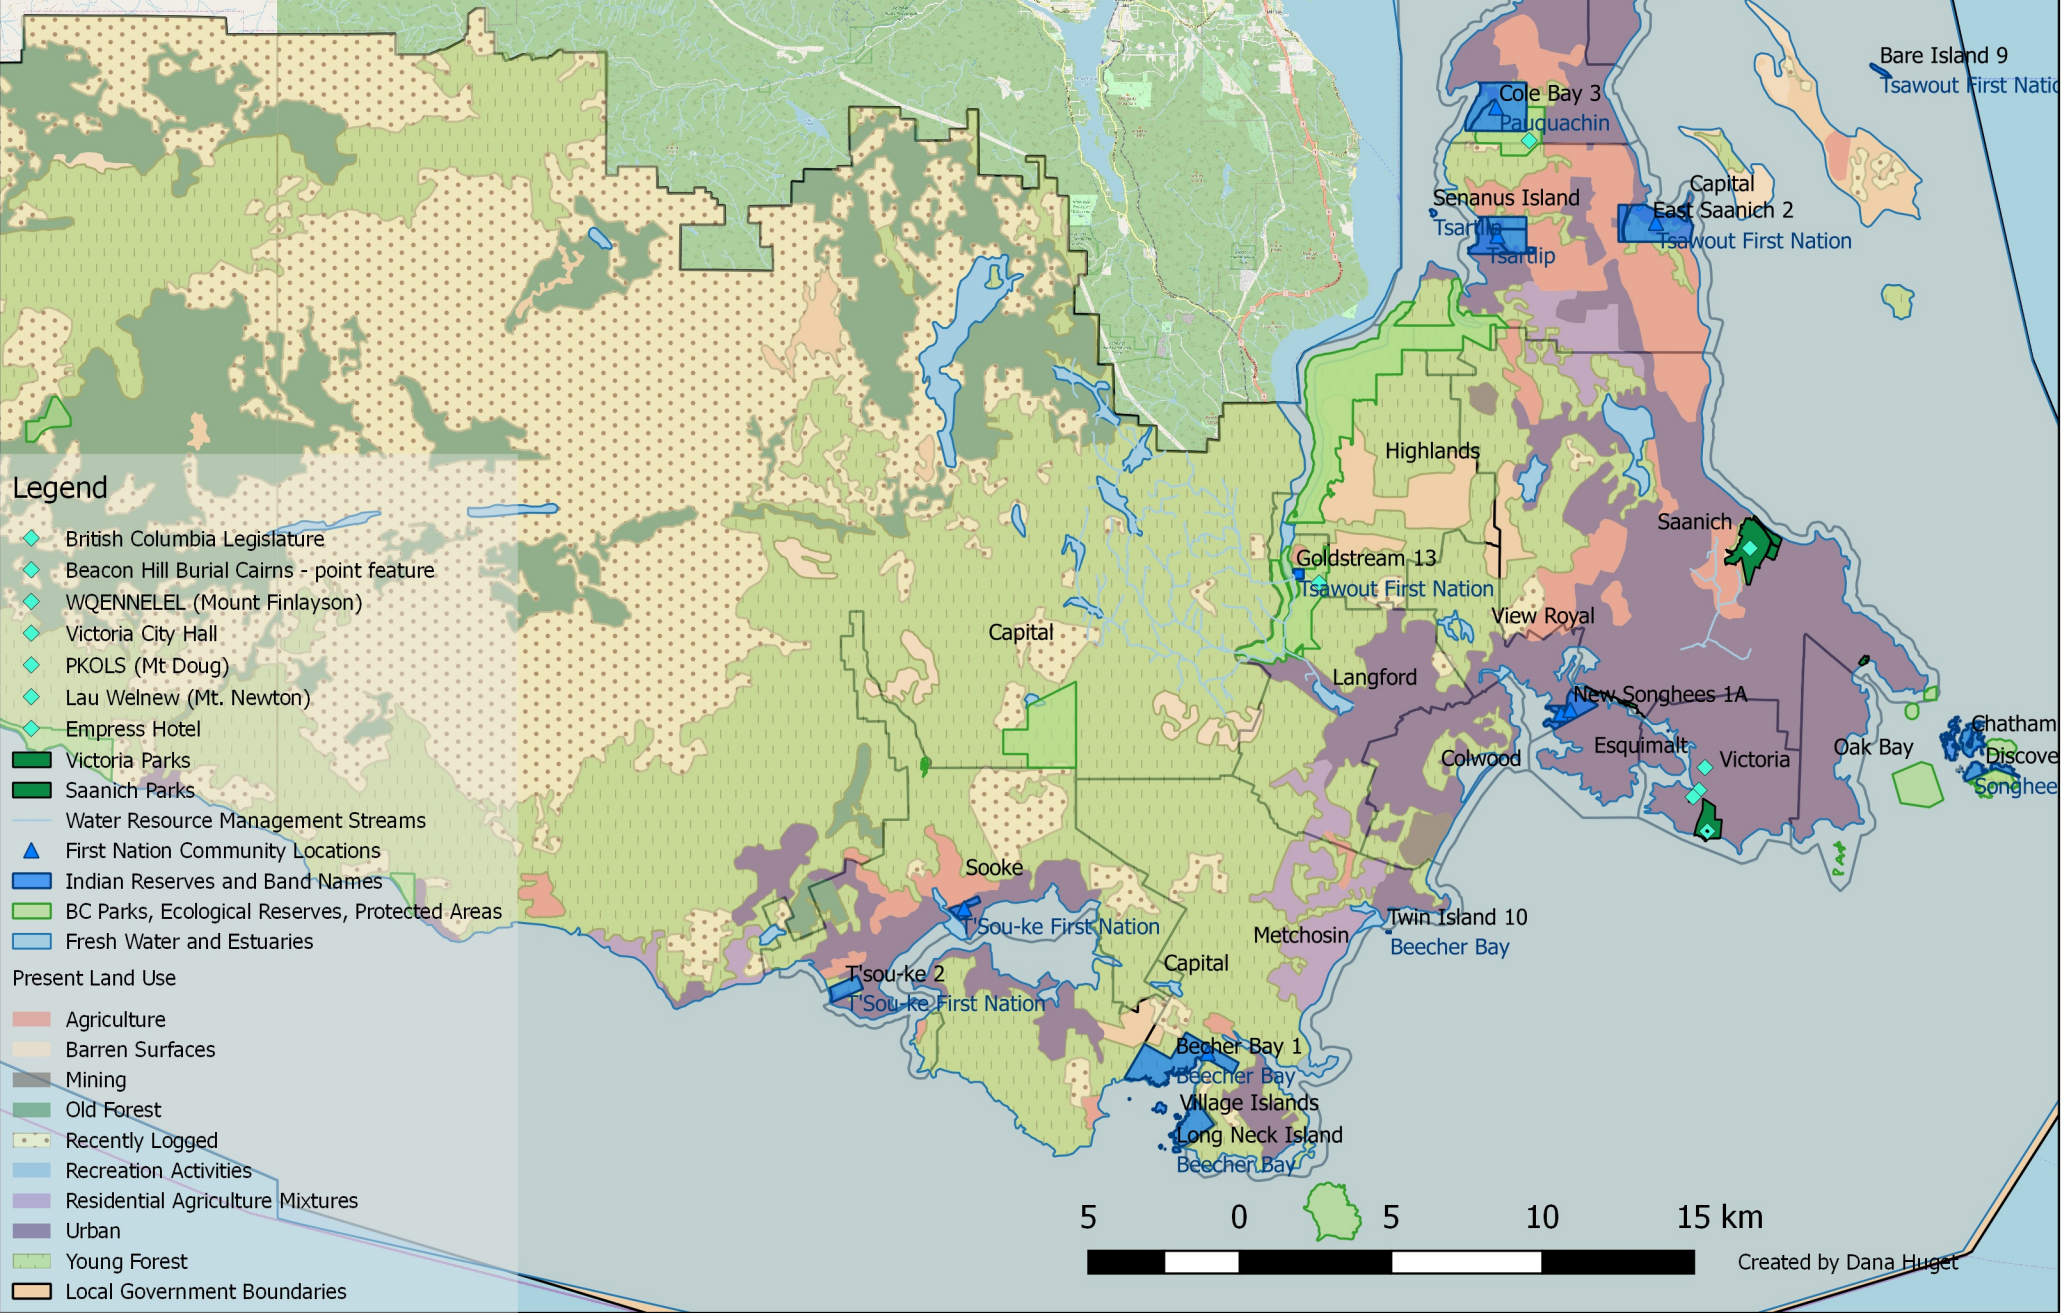 Bare Island 9
Tsawout First Natio
Cole Bay 3
Pauquachin
Capital
Senanus Island
East Saanich 2
Tsartlip
Tsawout First Nation
Tsartlip
Highlands
Saanich
Goldstream 13
Tsawout First Nation
View Royal
Capital
Langford
New Songhees 1A
Chatham
Esquimalt
Oak Bay
Colwood
Victoria
Discove
Songhee
Sooke
T'Sou-ke First Nation
Twin Island 10
Metchosin
Beecher Bay
Capital
T'sou-ke 2
T'Sou-ke First Nation
Becher Bay 1
Beecher Bay
Village Islands
Long Neck Island
Beecher Bay
Legend
British Columbia Legislature
Beacon Hill Burial Cairns - point feature
WQENNELEL (Mount Finlayson)
Victoria City Hall
PKOLS (Mt Doug)
Lau Welnew (Mt. Newton)
Empress Hotel
Victoria Parks
Saanich Parks
Water Resource Management Streams
First Nation Community Locations
Indian Reserves and Band Names
BC Parks, Ecological Reserves, Protected Areas
Fresh Water and Estuaries
Present Land Use
Agriculture
Barren Surfaces
Mining
Old Forest
Recently Logged
Recreation Activities
Residential Agriculture Mixtures
Urban
Young Forest
Local Government Boundaries
5 0 5 10 15 km
Created by Dana Huget